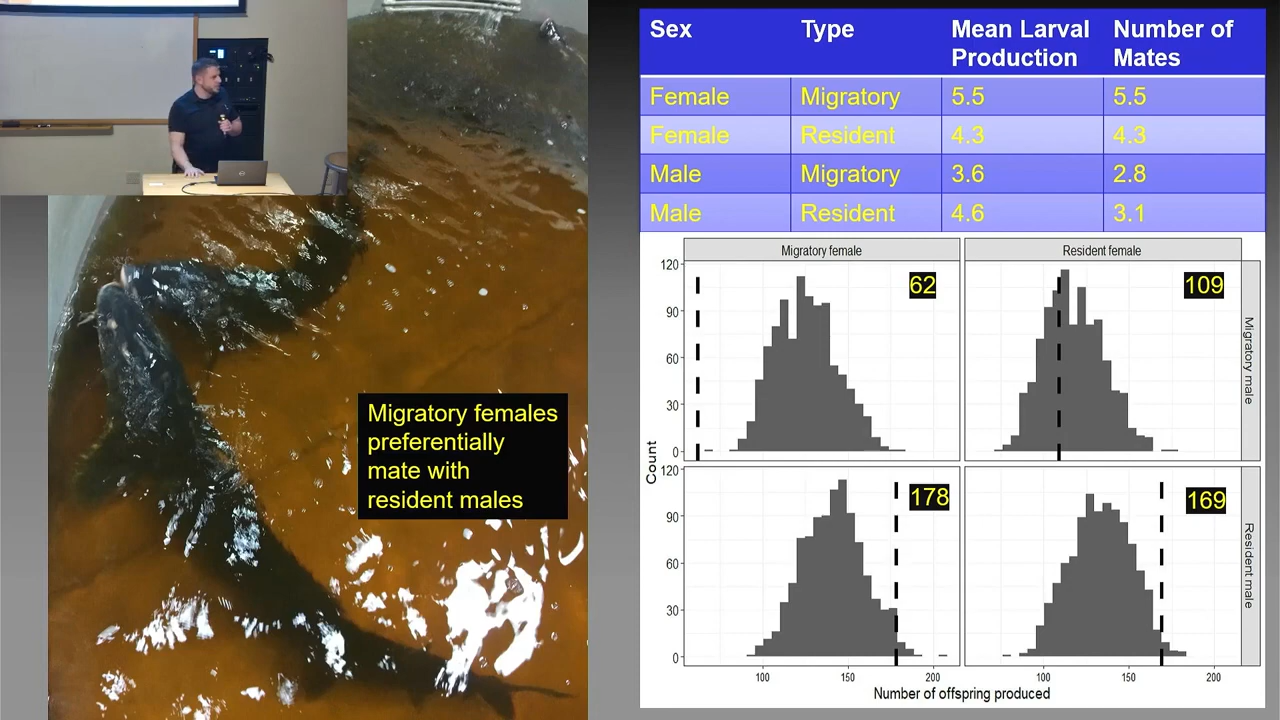 Migratory females
preferentially
mate with
resident males
Sex Type Mean Larval Production Number of Mates
Female Migratory 5.5 5.5
Female Resident 4.3 4.3
Male Migratory 3.6 2.8
Male Resident 4.6 3.1
Migratory female Resident female
120
90
60
30
0
62
109
Migratory male
Count
120
90
60
30
0
178
169
Resident male
100 150 200 100 150 200
Number of offspring produced